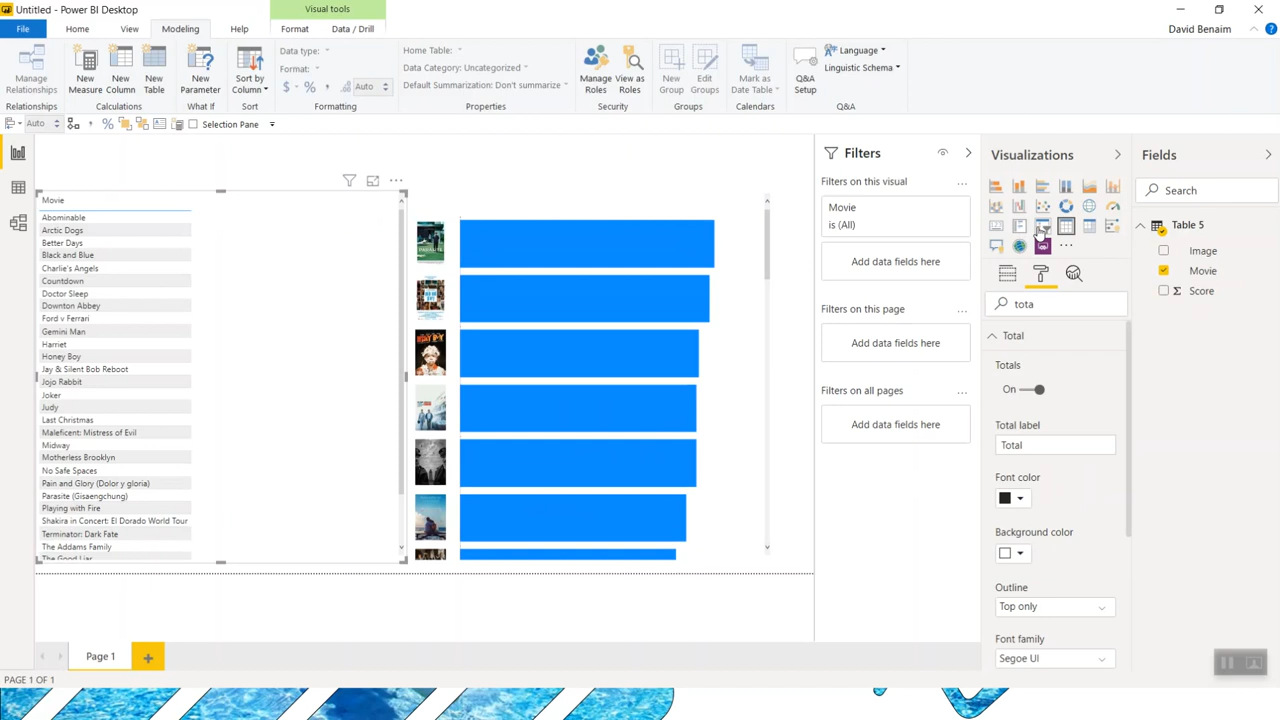 Untitled - Power BI Desktop
Visual tools
David Benaim
File
Home
View
Modeling
Help
Format
Data / Drill
Manage Relationships
New Measure
New Column
New Table
New Parameter
Sort by Column
Data type:
Format:
$ % , Auto
Home Table:
Data Category: Uncategorized
Default Summarization: Don't summarize
Manage Roles
View as Roles
New Group
Edit Groups
Mark as Date Table
Q&A Setup
Language
Linguistic Schema
Relationships
Calculations
What If
Sort
Formatting
Properties
Security
Groups
Calendars
Q&A
Auto
Selection Pane
Movie
Abominable
Arctic Dogs
Better Days
Black and Blue
Charlie's Angels
Countdown
Doctor Sleep
Downton Abbey
Ford v Ferrari
Gemini Man
Harriet
Honey Boy
Jay & Silent Bob Reboot
Jojo Rabbit
Joker
Judy
Last Christmas
Maleficent: Mistress of Evil
Midway
Motherless Brooklyn
No Safe Spaces
Pain and Glory (Dolor y gloria)
Parasite (Gisaengchung)
Playing with Fire
Shakira in Concert: El Dorado World Tour
Terminator: Dark Fate
The Addams Family
The Good Liar
Filters
Filters on this visual
Movie
is (All)
Add data fields here
Filters on this page
Add data fields here
Filters on all pages
Add data fields here
Visualizations
tota
Total
Totals
On
Total label
Total
Font color
Background color
Outline
Top only
Font family
Segoe UI
Fields
Search
Table 5
Image
Movie
Σ Score
Page 1
PAGE 1 OF 1